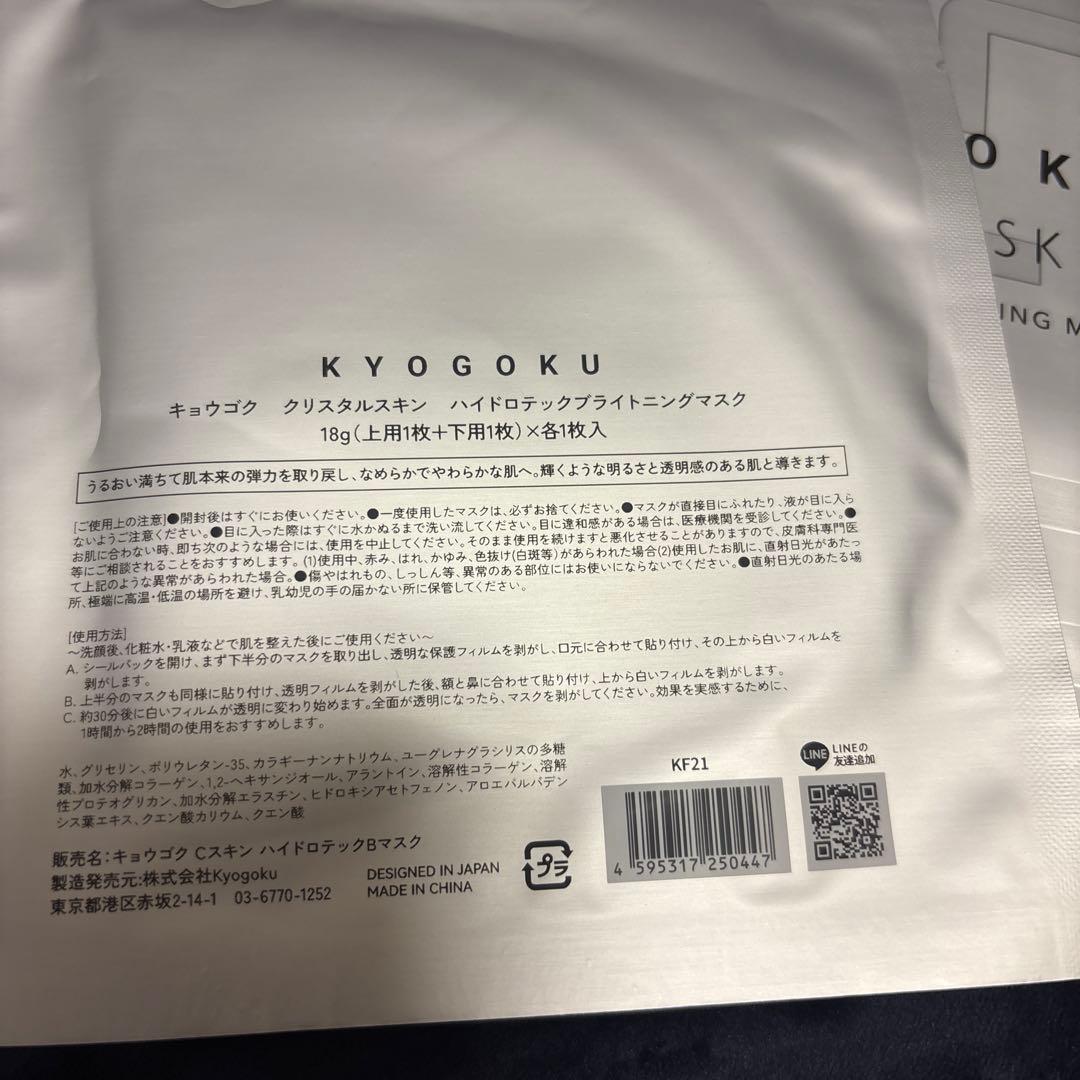 KYOGOKU
キョウゴク　クリスタルスキン　ハイドロテックブライトニングマスク
18g(上用1枚＋下用1枚)×各1枚入
うるおい満ちて肌本来の弾力を取り戻し、なめらかでやわらかな肌へ。輝くような明るさと透明感のある肌と導きます。
[ご使用上の注意]●開封後はすぐにお使いください。●一度使用したマスクは、必ずお捨てください。●マスクが直接目にふれたり、液が目に入ら
ないようご注意ください。●目に入った際はすぐに水かぬるまで洗い流してください。目に違和感がある場合は、医療機関を受診してください。●
お肌に合わない時、即ち次のような場合には、使用を中止してください。そのまま使用を続けますと悪化させることがありますので、皮膚科専門医
等にご相談されることをおすすめします。(1)使用中、赤み、はれ、かゆみ、色抜け(白斑等)があらわれた場合(2)使用したお肌に、直射日光があたっ
て上記のような異常があらわれた場合。●傷やはれもの、しっしん等、異常のある部位にはお使いにならないでください。●直射日光のあたる場
所、極端に高温・低温の場所を避け、乳幼児の手の届かない所に保管してください。
[使用方法]
～洗顔後、化粧水・乳液などで肌を整えた後にご使用ください～
A. シールバックを開け、まず下半分のマスクを取り出し、透明な保護フィルムを剥がし、口元に合わせて貼り付け、その上から白いフィルムを
剥がします。
B. 上半分のマスクも同様に貼り付け、透明フィルムを剥がした後、額と鼻に合わせて貼り付け、上から白いフィルムを剥がします。
C. 約30分後に白いフィルムが透明に変わり始めます。全面が透明になったら、マスクを剥がしてください。効果を実感するために、
1時間から2時間の使用をおすすめします。
水、グリセリン、ポリウレタン-35、カラギーナンナトリウム、ユーグレナグラシリスの多糖
類、加水分解コラーゲン、1,2-ヘキサンジオール、アラントイン、溶解性コラーゲン、溶解
性プロテオグリカン、加水分解エラスチン、ヒドロキシアセトフェノン、アロエバルバデン
シス葉エキス、クエン酸カリウム、クエン酸
販売名：キョウゴク Cスキン ハイドロテックBマスク
製造発売元:株式会社Kyogoku
東京都港区赤坂2-14-1　03-6770-1252
DESIGNED IN JAPAN
MADE IN CHINA
プラ
KF21
4 595317 250447
LINE
LINEの
友達追加
O K
SK
ING M